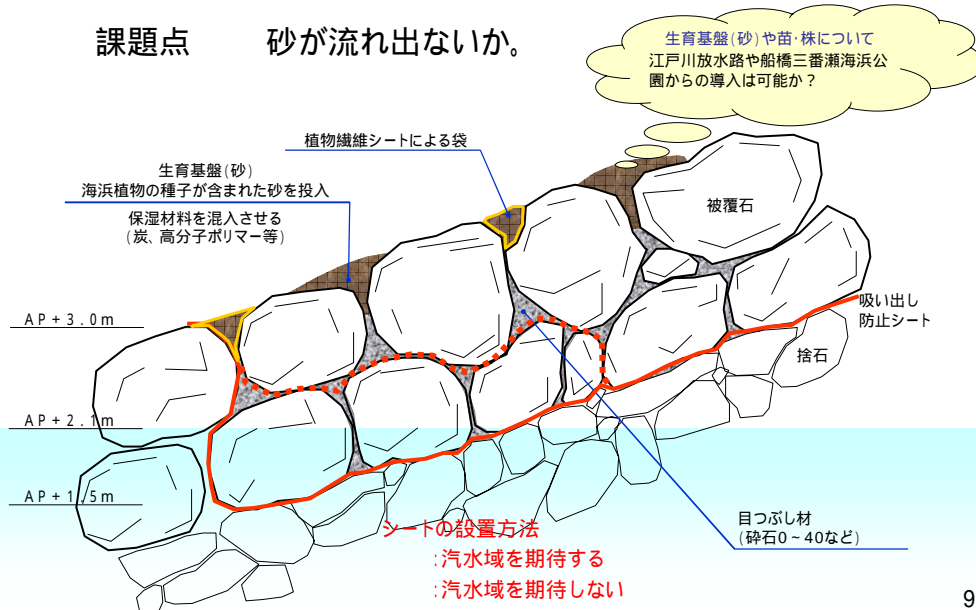 課題点 砂が流れ出ないか。
生育基盤(砂)や苗・株について
江戸川放水路や船橋三番瀬海浜公
園からの導入は可能か？
植物繊維シートによる袋
生育基盤(砂)
海浜植物の種子が含まれた砂を投入
保湿材料を混入させる
(炭、高分子ポリマー等)
被覆石
吸い出し
防止シート
AP+3.0m
捨石
AP+2.1m
AP+1.5m
目つぶし材
(砕石0~40など)
シートの設置方法
:汽水域を期待する
:汽水域を期待しない
9